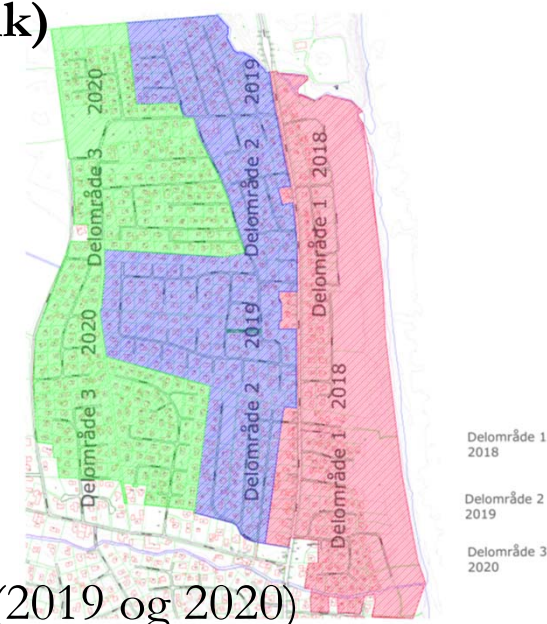 k)
Delområde 3 2020
Delområde 2 2019
Delområde 1 2018
Delområde 3 2020
Delområde 2 2019
Delområde 1 2018
Delområde 1
2018
Delområde 2
2019
Delområde 3
2020
(2019 og 2020)